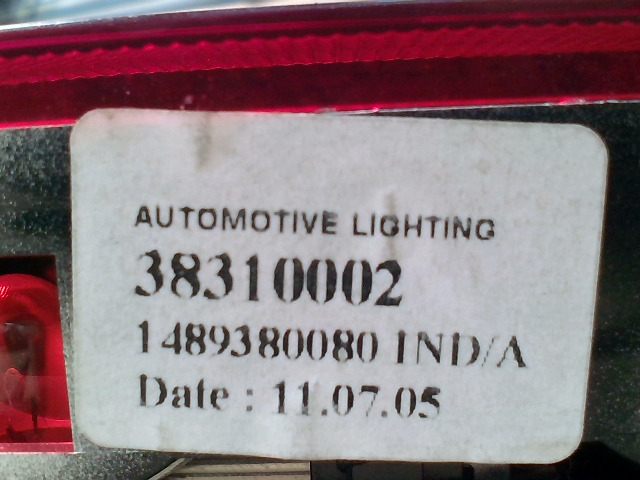 AUTOMOTIVE LIGHTING
38310002
1489380080 IND/A
Date : 11.07.05